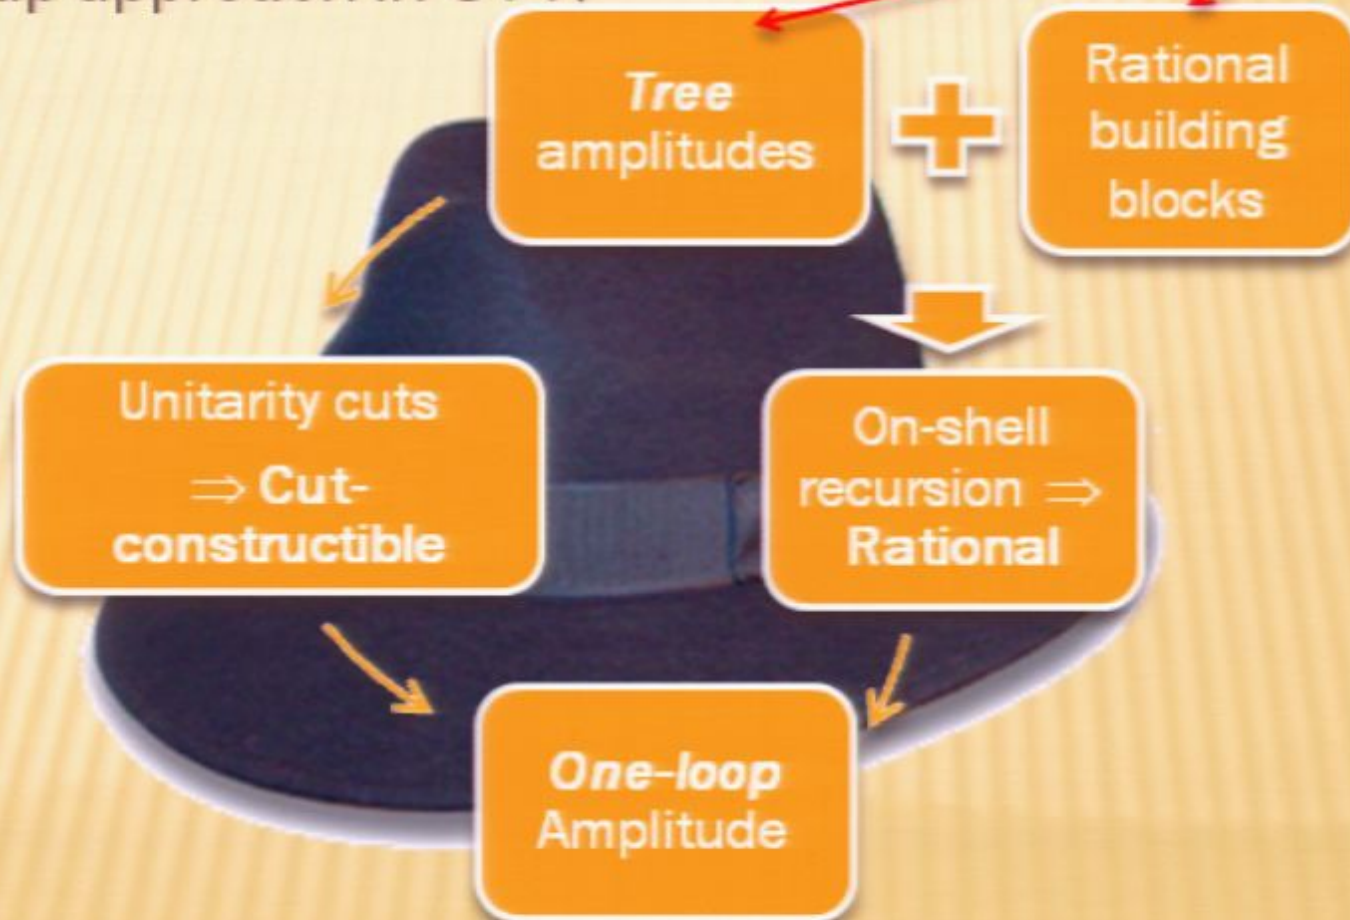 Tree
amplitudes
Rational
building
blocks
Unitarity cuts
⇒ Cut-
constructible
On-shell
recursion ⇒
Rational
One-loop
Amplitude